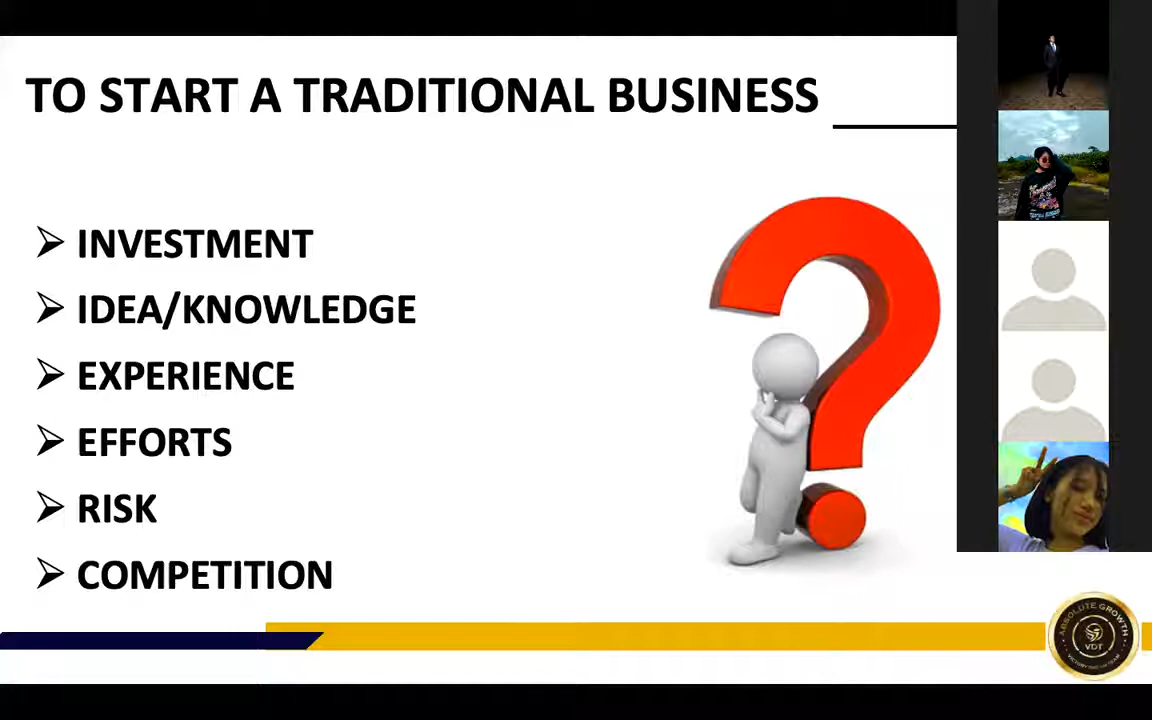 TO START A TRADITIONAL BUSINESS
INVESTMENT
IDEA/KNOWLEDGE
EXPERIENCE
EFFORTS
RISK
COMPETITION
ABSOLUTE GROWTH
VDT